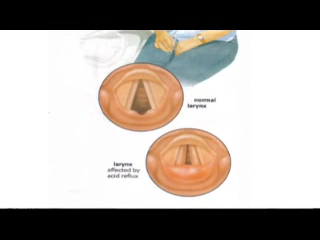 normal
larynx
larynx
affected by
acid reflux